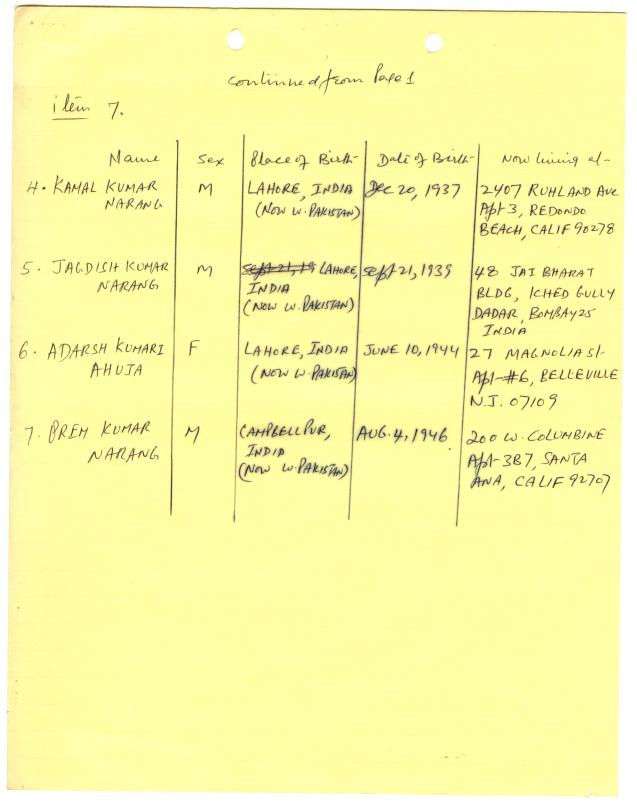 continued from Page 1
item 7.
Name Sex Place of Birth Date of Birth Now living at
4. KAMAL KUMAR M LAHORE, INDIA Dec 20, 1937 2407 RUHLAND AVE
NARANG (NOW W. PAKISTAN) Apt 3, REDONDO
BEACH, CALIF 90278
5. JAGDISH KUMAR M Sept 21, 19 LAHORE, Sept 21, 1939 48 JAI BHARAT
NARANG INDIA BLDG, KHED GULLY
(NOW W. PAKISTAN) DADAR, BOMBAY 25
INDIA
6. ADARSH KUMARI F LAHORE, INDIA JUNE 10, 1944 27 MAGNOLIA St
AHUJA (NOW W. PAKISTAN) Apt #6, BELLEVILLE
N.J. 07109
7. PREM KUMAR M CAMPBELLPUR, AUG. 4, 1946 200 W. COLUMBINE
NARANG INDIA Apt 3B7, SANTA
(NOW W. PAKISTAN) ANA, CALIF 92707